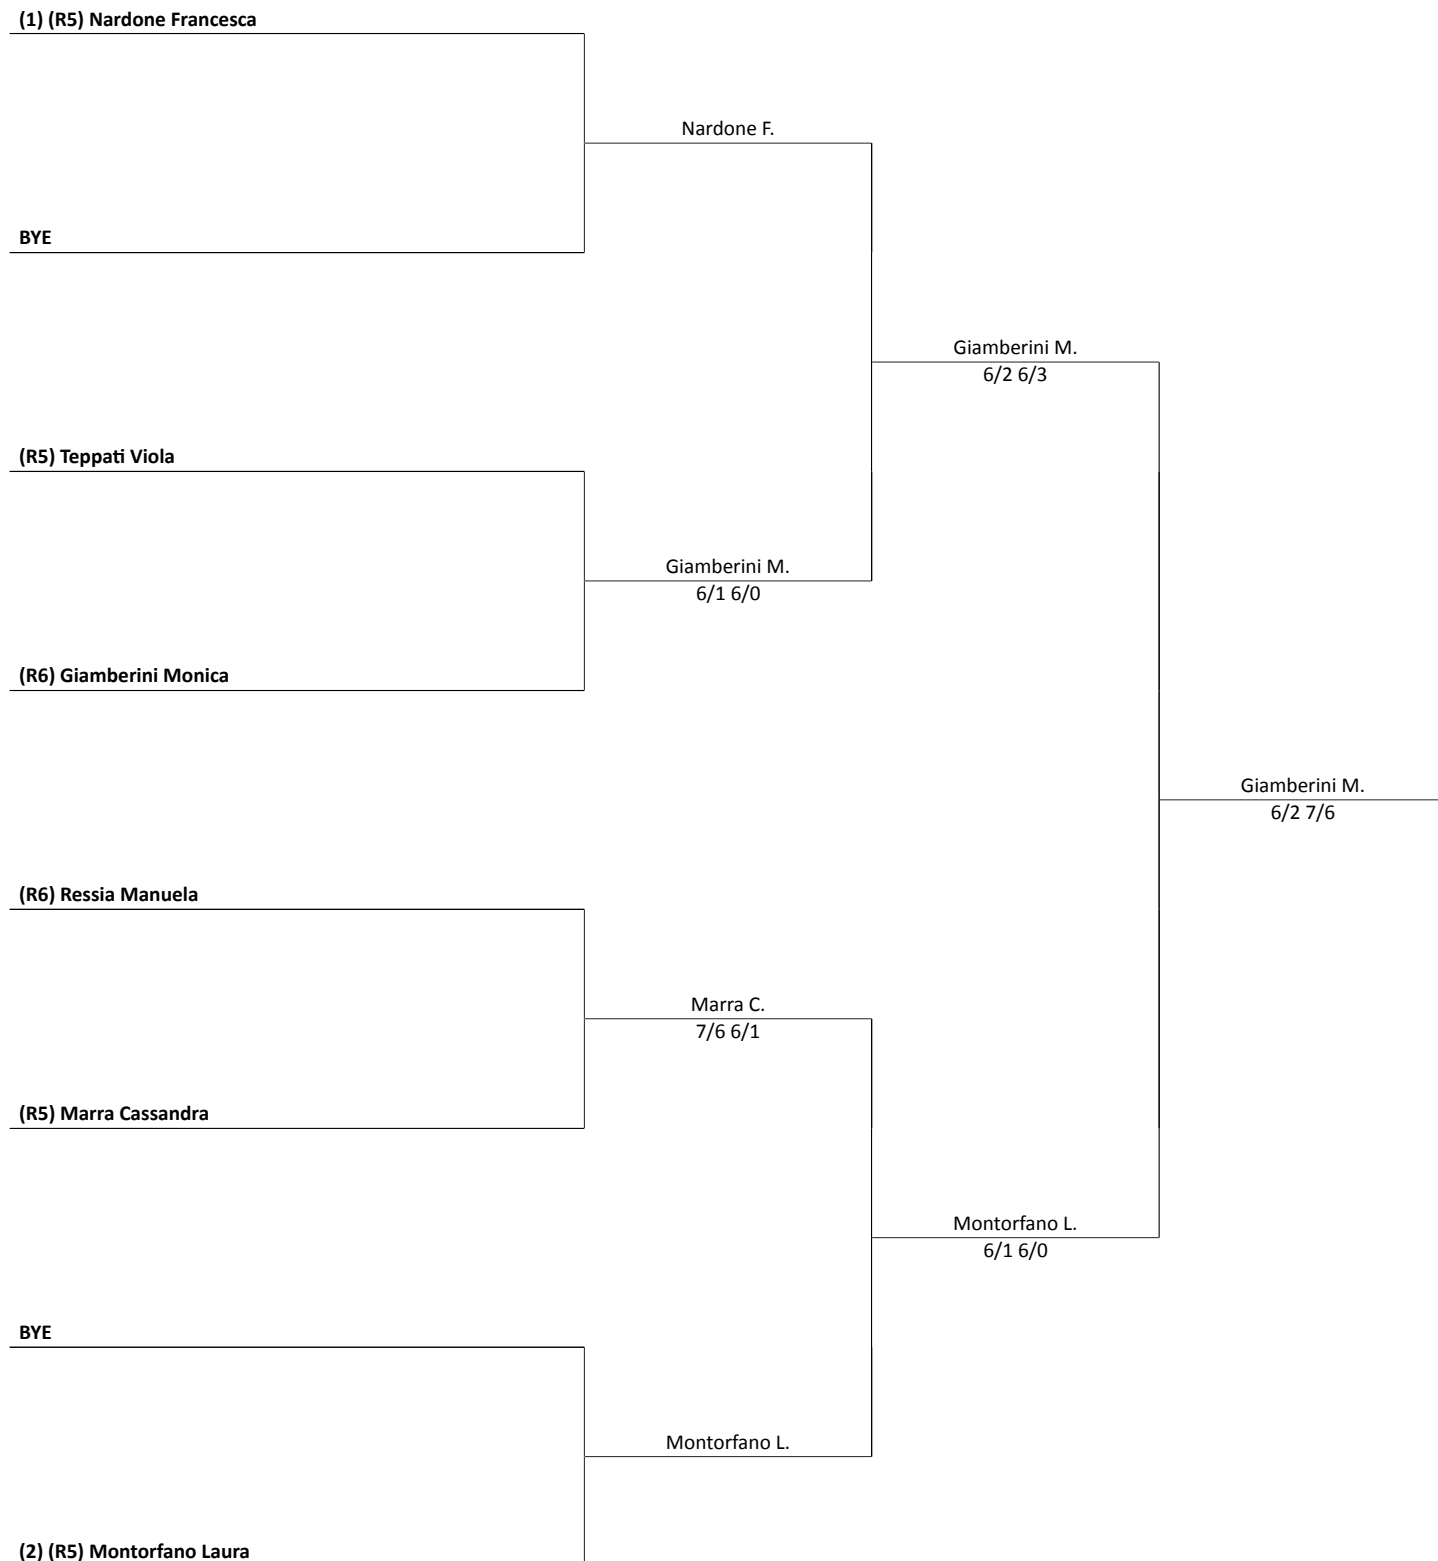 (1) (R5) Nardone Francesca
Nardone F.
BYE
Giamberini M.
6/2 6/3
(R5) Teppati Viola
Giamberini M.
6/1 6/0
(R6) Giamberini Monica
Giamberini M.
6/2 7/6
(R6) Ressia Manuela
Marra C.
7/6 6/1
(R5) Marra Cassandra
Montorfano L.
6/1 6/0
BYE
Montorfano L.
(2) (R5) Montorfano Laura